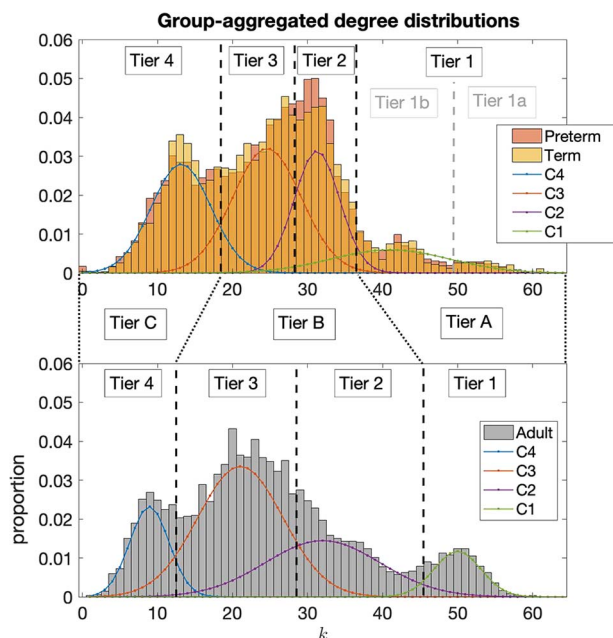 Group-aggregated degree distributions
0.06
0.05
0.04
0.03
0.02
0.01
0
Tier 4
Tier 3
Tier 2
Tier 1
Tier 1b
Tier 1a
Preterm
Term
C4
C3
C2
C1
0 10 20 30 40 50 60
Tier C
Tier B
Tier A
0.06
0.05
0.04
0.03
0.02
0.01
0
proportion
Tier 4
Tier 3
Tier 2
Tier 1
Adult
C4
C3
C2
C1
0 10 20 30 40 50 60
k